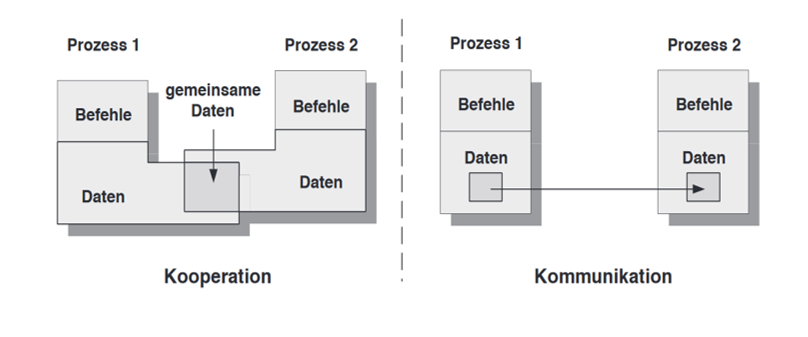 Prozess 1
Prozess 2
gemeinsame
Daten
Befehle
Befehle
Daten
Daten
Kooperation
Prozess 1
Prozess 2
Befehle
Befehle
Daten
Daten
Kommunikation